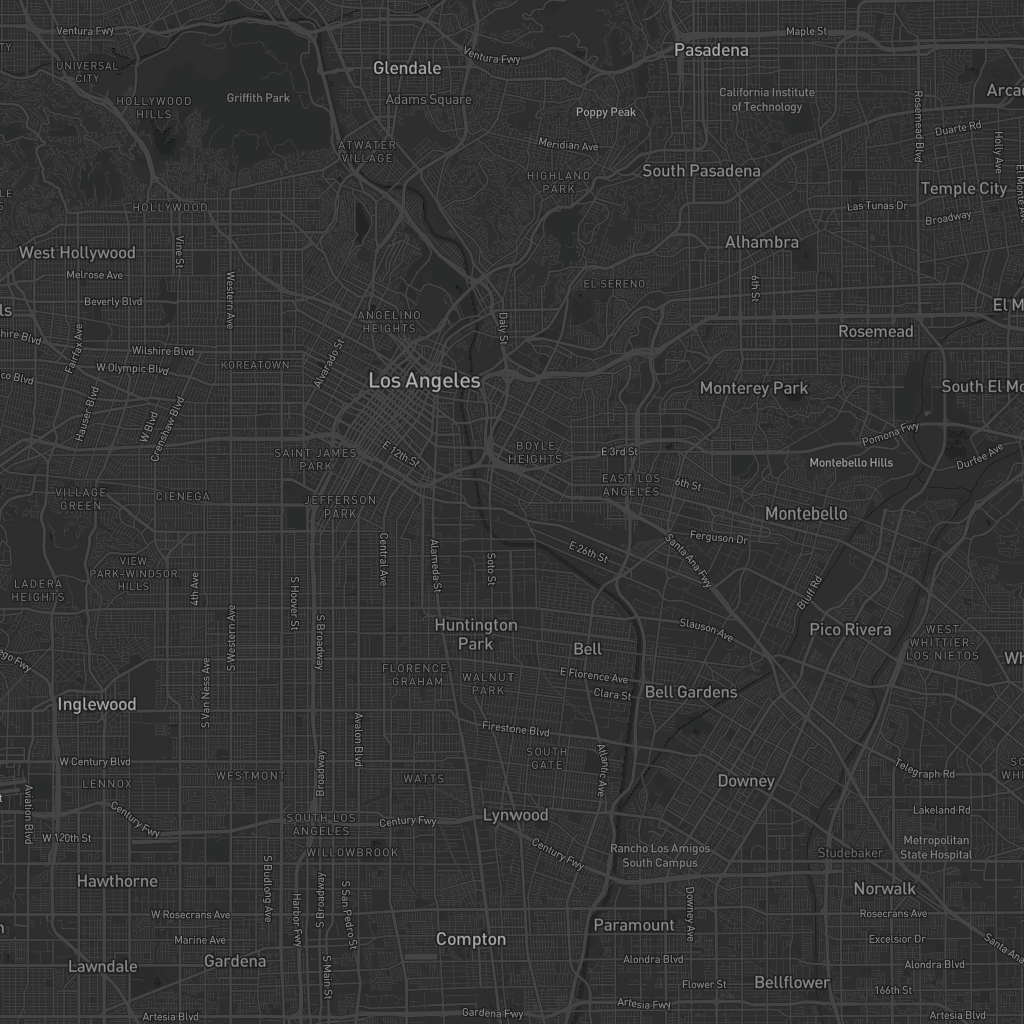 Ventura Fwy
Maple St
Ventura Fwy
Pasadena
UNIVERSAL
CITY
Glendale
HOLLYWOOD
HILLS
Griffith Park
Adams Square
California Institute
of Technology
Poppy Peak
Rosemead Blvd
Duarte Rd
Holly Ave
Meridian Ave
ATWATER
VILLAGE
HIGHLAND
PARK
South Pasadena
Temple City
HOLLYWOOD
Las Tunas Dr
Broadway
West Hollywood
Vine St
Alhambra
Melrose Ave
Western Ave
EL SERENO
6th St
Beverly Blvd
ANGELINO
HEIGHTS
Daly St
Rosemead
Fairfax Ave
Wilshire Blvd
W Olympic Blvd
KOREATOWN
Alvarado St
Los Angeles
Monterey Park
Hauser Blvd
W Blvd
Crenshaw Blvd
SAINT JAMES
PARK
E 12th St
BOYLE
HEIGHTS
E 3rd St
Pomona Fwy
Montebello Hills
Durfee Ave
VILLAGE
GREEN
CIENEGA
JEFFERSON
PARK
EAST LOS
ANGELES
6th St
Montebello
Central Ave
Alameda St
Soto St
E 26th St
Ferguson Dr
Santa Ana Fwy
VIEW
PARK-WINDSOR
HILLS
LADERA
HEIGHTS
4th Ave
S Western Ave
S Hoover St
S Broadway
Bluff Rd
Huntington
Park
Bell
Slauson Ave
Pico Rivera
WEST
WHITTIER-
LOS NIETOS
FLORENCE-
GRAHAM
WALNUT
PARK
E Florence Ave
Clara St
Bell Gardens
Inglewood
S Van Ness Ave
Avalon Blvd
Firestone Blvd
SOUTH
GATE
Atlantic Ave
W Century Blvd
LENNOX
WESTMONT
Broadway
WATTS
Downey
Telegraph Rd
Aviation Blvd
Century Fwy
SOUTH LOS
ANGELES
Century Fwy
Lynwood
Lakeland Rd
W 120th St
WILLOWBROOK
Century Fwy
Rancho Los Amigos
South Campus
Studebaker
Metropolitan
State Hospital
Hawthorne
S Budlong Ave
Harbor Fwy
S Broadway
S San Pedro St
Downey Ave
Norwalk
W Rosecrans Ave
Rosecrans Ave
Paramount
Marine Ave
Compton
Excelsior Dr
Lawndale
Gardena
S Main St
Alondra Blvd
Alondra Blvd
Flower St
Bellflower
166th St
Artesia Blvd
Gardena Fwy
Artesia Fwy
Artesia Blvd